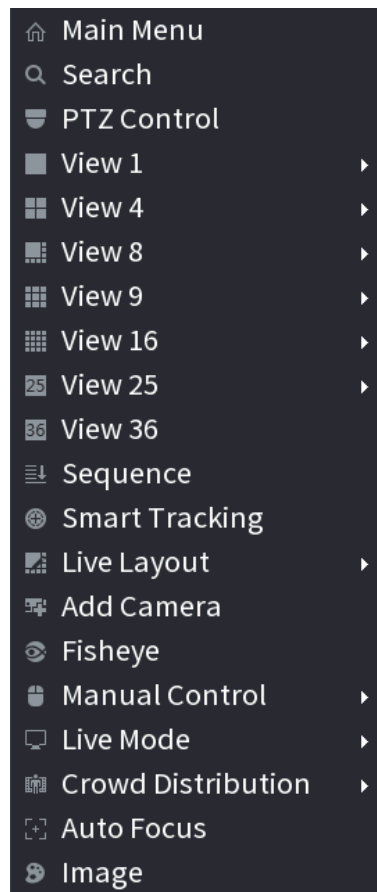 Main Menu
Search
PTZ Control
View 1
View 4
View 8
View 9
View 16
25 View 25
36 View 36
Sequence
Smart Tracking
Live Layout
Add Camera
Fisheye
Manual Control
Live Mode
Crowd Distribution
Auto Focus
Image